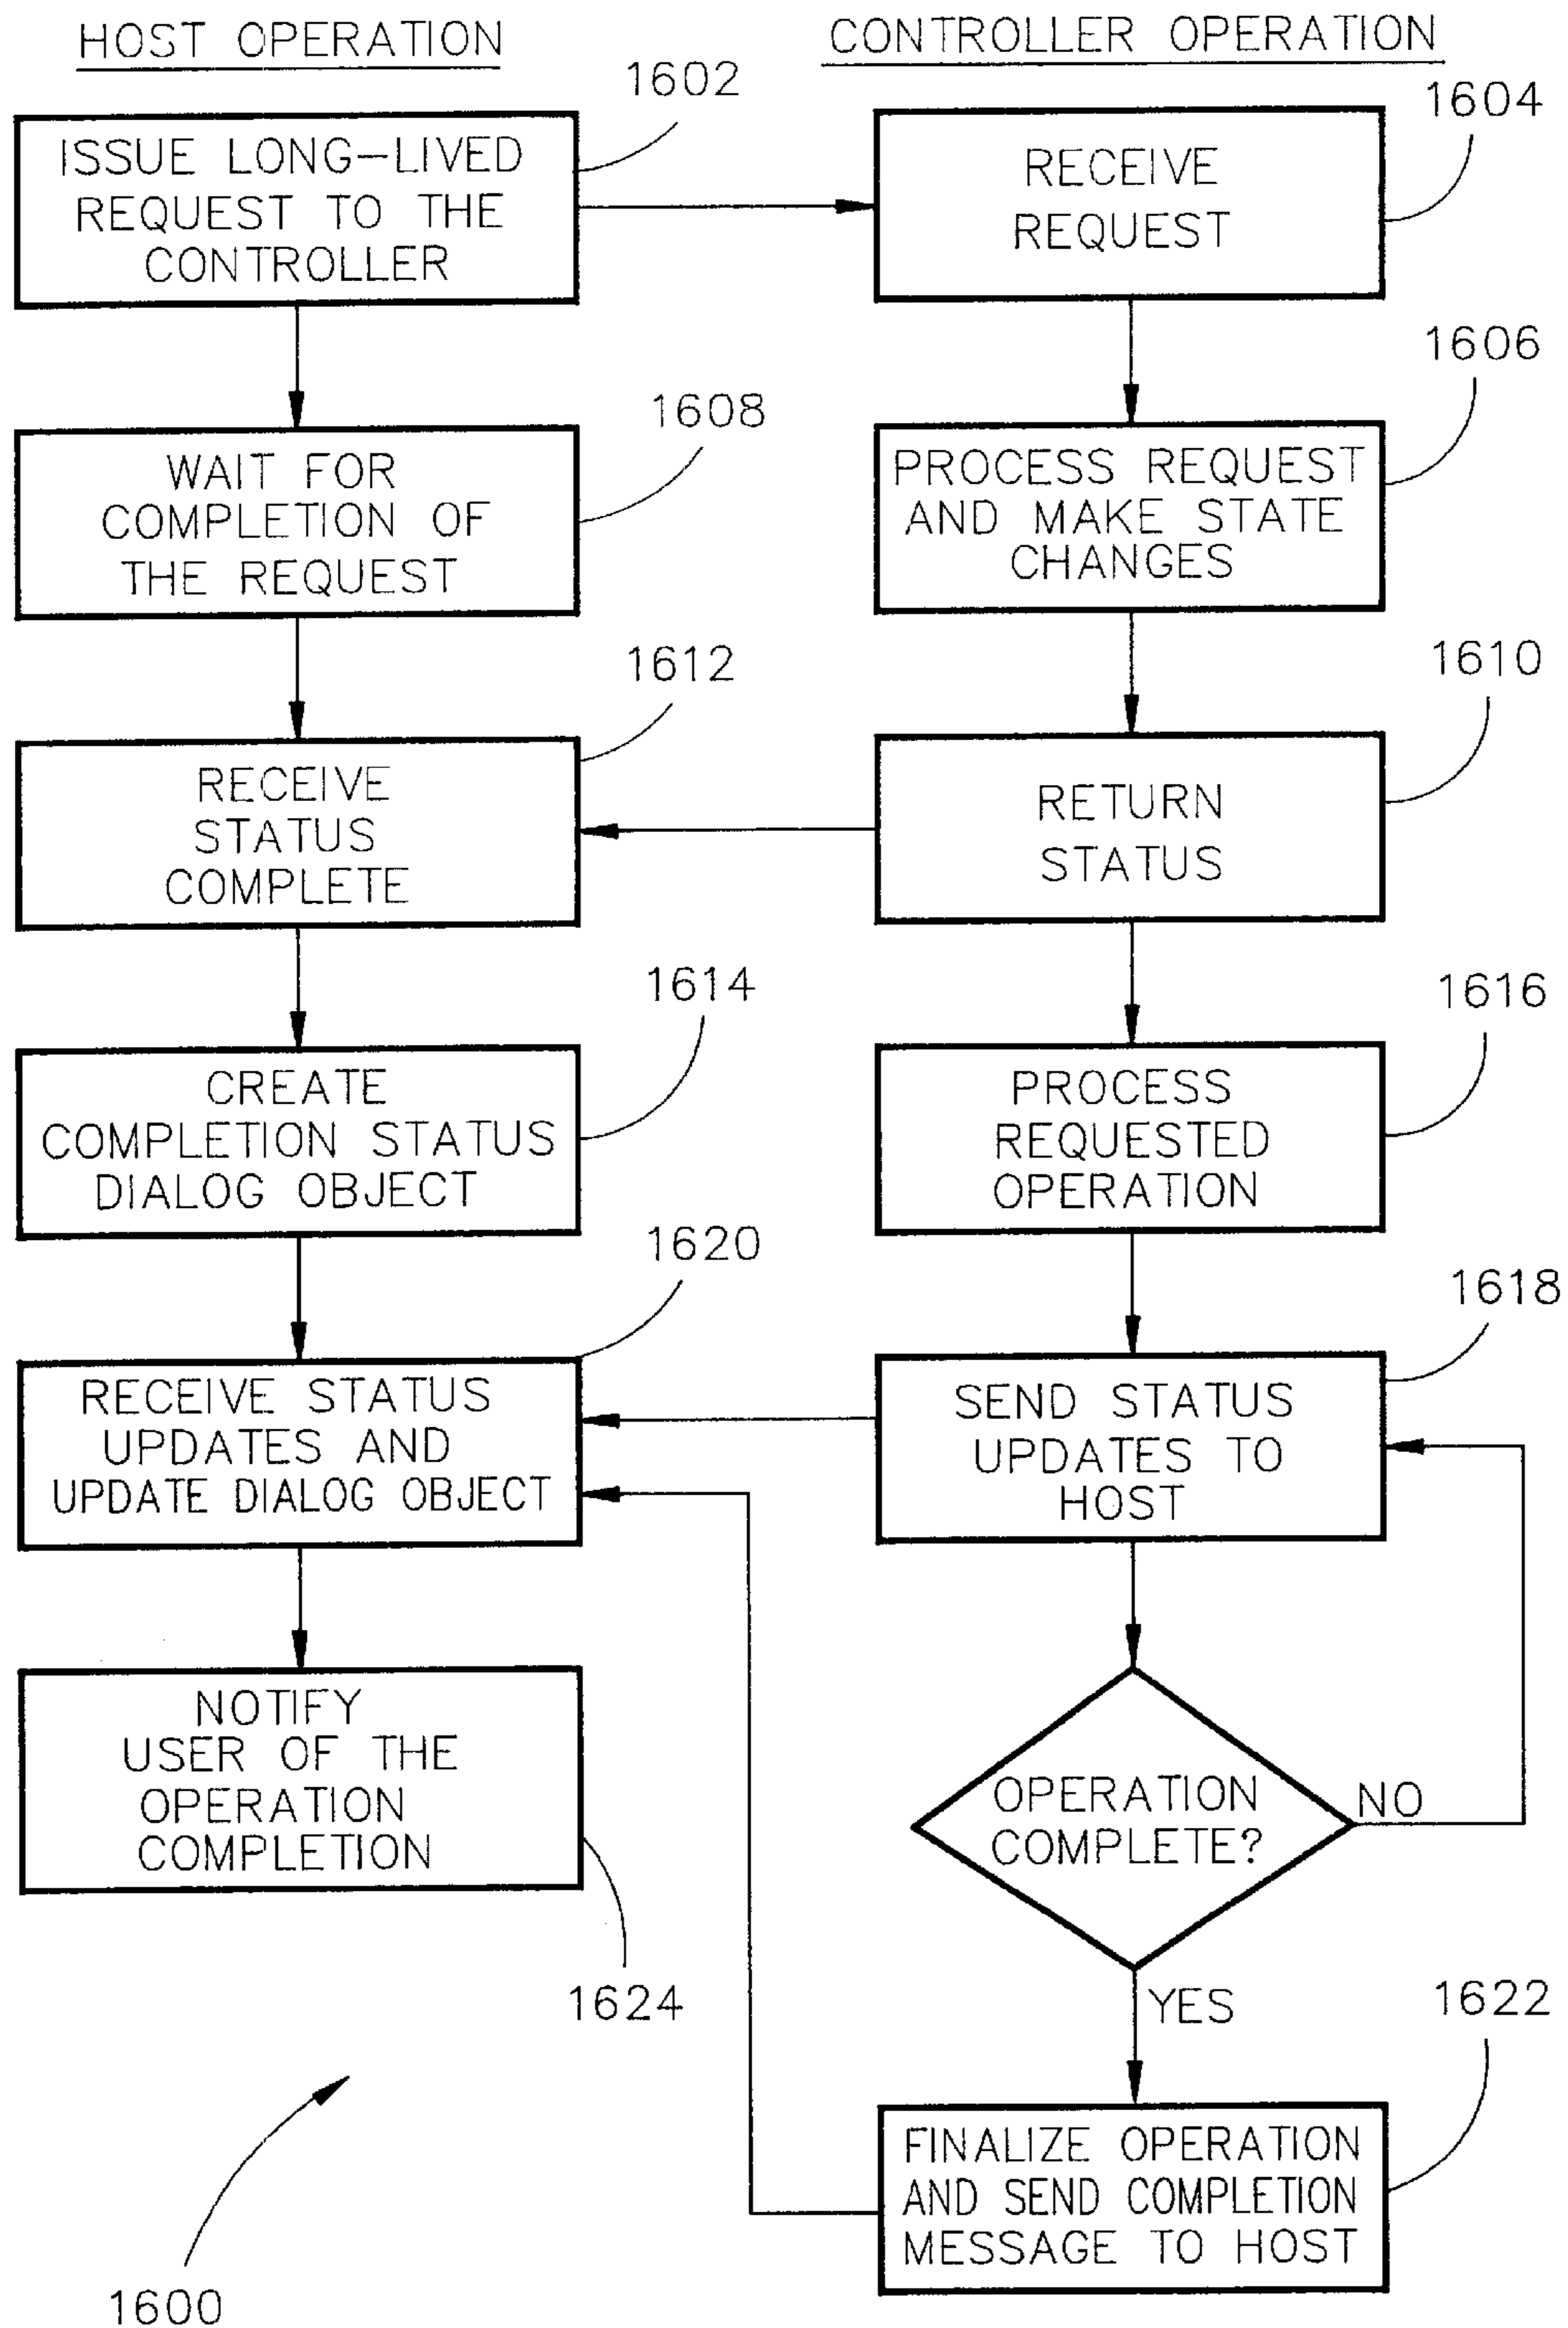 HOST OPERATION
CONTROLLER OPERATION
1602
1604
ISSUE LONG-LIVED
REQUEST TO THE
CONTROLLER
RECEIVE
REQUEST
1606
1608
WAIT FOR
COMPLETION OF
THE REQUEST
PROCESS REQUEST
AND MAKE STATE
CHANGES
1612
1610
RECEIVE
STATUS
COMPLETE
RETURN
STATUS
1614
1616
CREATE
COMPLETION STATUS
DIALOG OBJECT
PROCESS
REQUESTED
OPERATION
1620
1618
RECEIVE STATUS
UPDATES AND
UPDATE DIALOG OBJECT
SEND STATUS
UPDATES TO
HOST
NOTIFY
USER OF THE
OPERATION
COMPLETION
OPERATION
COMPLETE?
NO
1624
YES
1622
FINALIZE OPERATION
AND SEND COMPLETION
MESSAGE TO HOST
1600